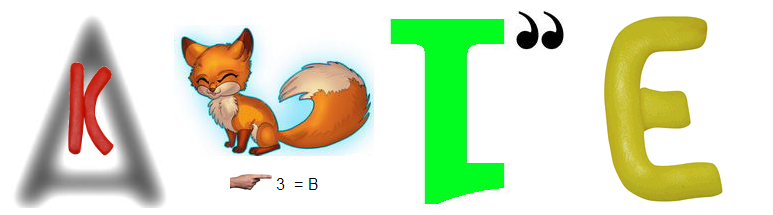 А
К
“ Е
3 = В